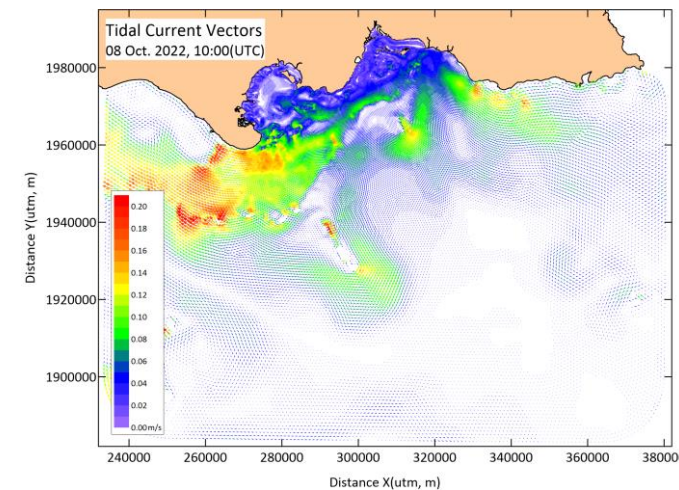 Tidal Current Vectors
08 Oct. 2022, 10:00(UTC)
1980000
1960000
1940000
1920000
1900000
Distance Y(utm, m)
0.20
0.18
0.16
0.14
0.12
0.10
0.08
0.06
0.04
0.02
0.00m/s
240000 260000 280000 300000 320000 340000 360000 38000
Distance X(utm, m)